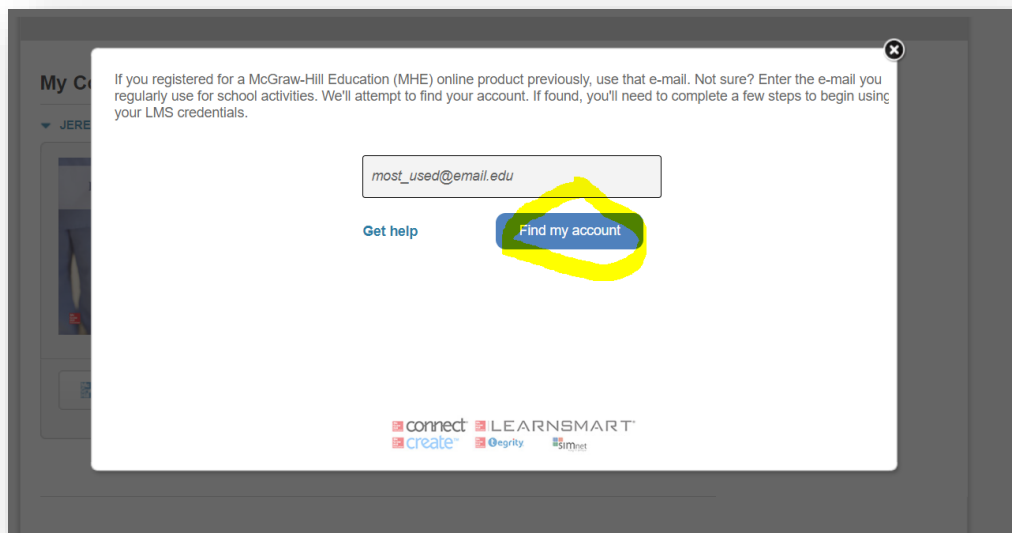 My Co
JERE
If you registered for a McGraw-Hill Education (MHE) online product previously, use that e-mail. Not sure? Enter the e-mail you
regularly use for school activities. We'll attempt to find your account. If found, you'll need to complete a few steps to begin using
your LMS credentials.
most_used@email.edu
Get help
Find my account
connect LEARNSMART
create™ tegrity simnet